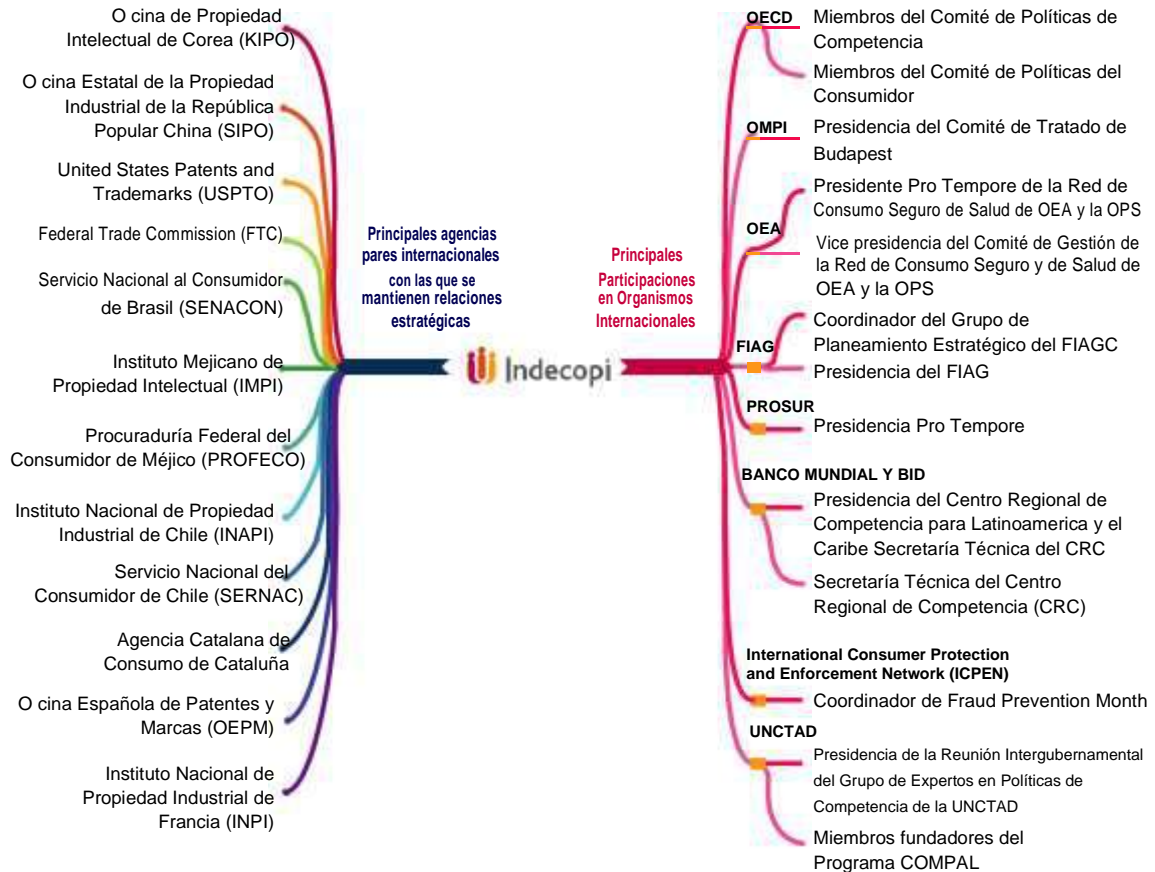 O cina de Propiedad
Intelectual de Corea (KIPO)
O cina Estatal de la Propiedad
Industrial de la República
Popular China (SIPO)
United States Patents and
Trademarks (USPTO)
Federal Trade Commission (FTC)
Servicio Nacional al Consumidor
de Brasil (SENACON)
Instituto Mejicano de
Propiedad Intelectual (IMPI)
Procuraduría Federal del
Consumidor de Méjico (PROFECO)
Instituto Nacional de Propiedad
Industrial de Chile (INAPI)
Servicio Nacional del
Consumidor de Chile (SERNAC)
Agencia Catalana de
Consumo de Cataluña
O cina Española de Patentes y
Marcas (OEPM)
Instituto Nacional de
Propiedad Industrial de
Francia (INPI)
Principales agencias
pares internacionales
con las que se
mantienen relaciones
estratégicas
Indecopi
Principales
Participaciones
en Organismos
Internacionales
OECD
Miembros del Comité de Políticas de
Competencia
Miembros del Comité de Políticas del
Consumidor
OMPI
Presidencia del Comité de Tratado de
Budapest
OEA
Presidente Pro Tempore de la Red de
Consumo Seguro de Salud de OEA y la OPS
Vice presidencia del Comité de Gestión de
la Red de Consumo Seguro y de Salud de
OEA y la OPS
FIAG
Coordinador del Grupo de
Planeamiento Estratégico del FIAGC
Presidencia del FIAG
PROSUR
Presidencia Pro Tempore
BANCO MUNDIAL Y BID
Presidencia del Centro Regional de
Competencia para Latinoamerica y el
Caribe Secretaría Técnica del CRC
Secretaría Técnica del Centro
Regional de Competencia (CRC)
International Consumer Protection
and Enforcement Network (ICPEN)
Coordinador de Fraud Prevention Month
UNCTAD
Presidencia de la Reunión Intergubernamental
del Grupo de Expertos en Políticas de
Competencia de la UNCTAD
Miembros fundadores del
Programa COMPAL